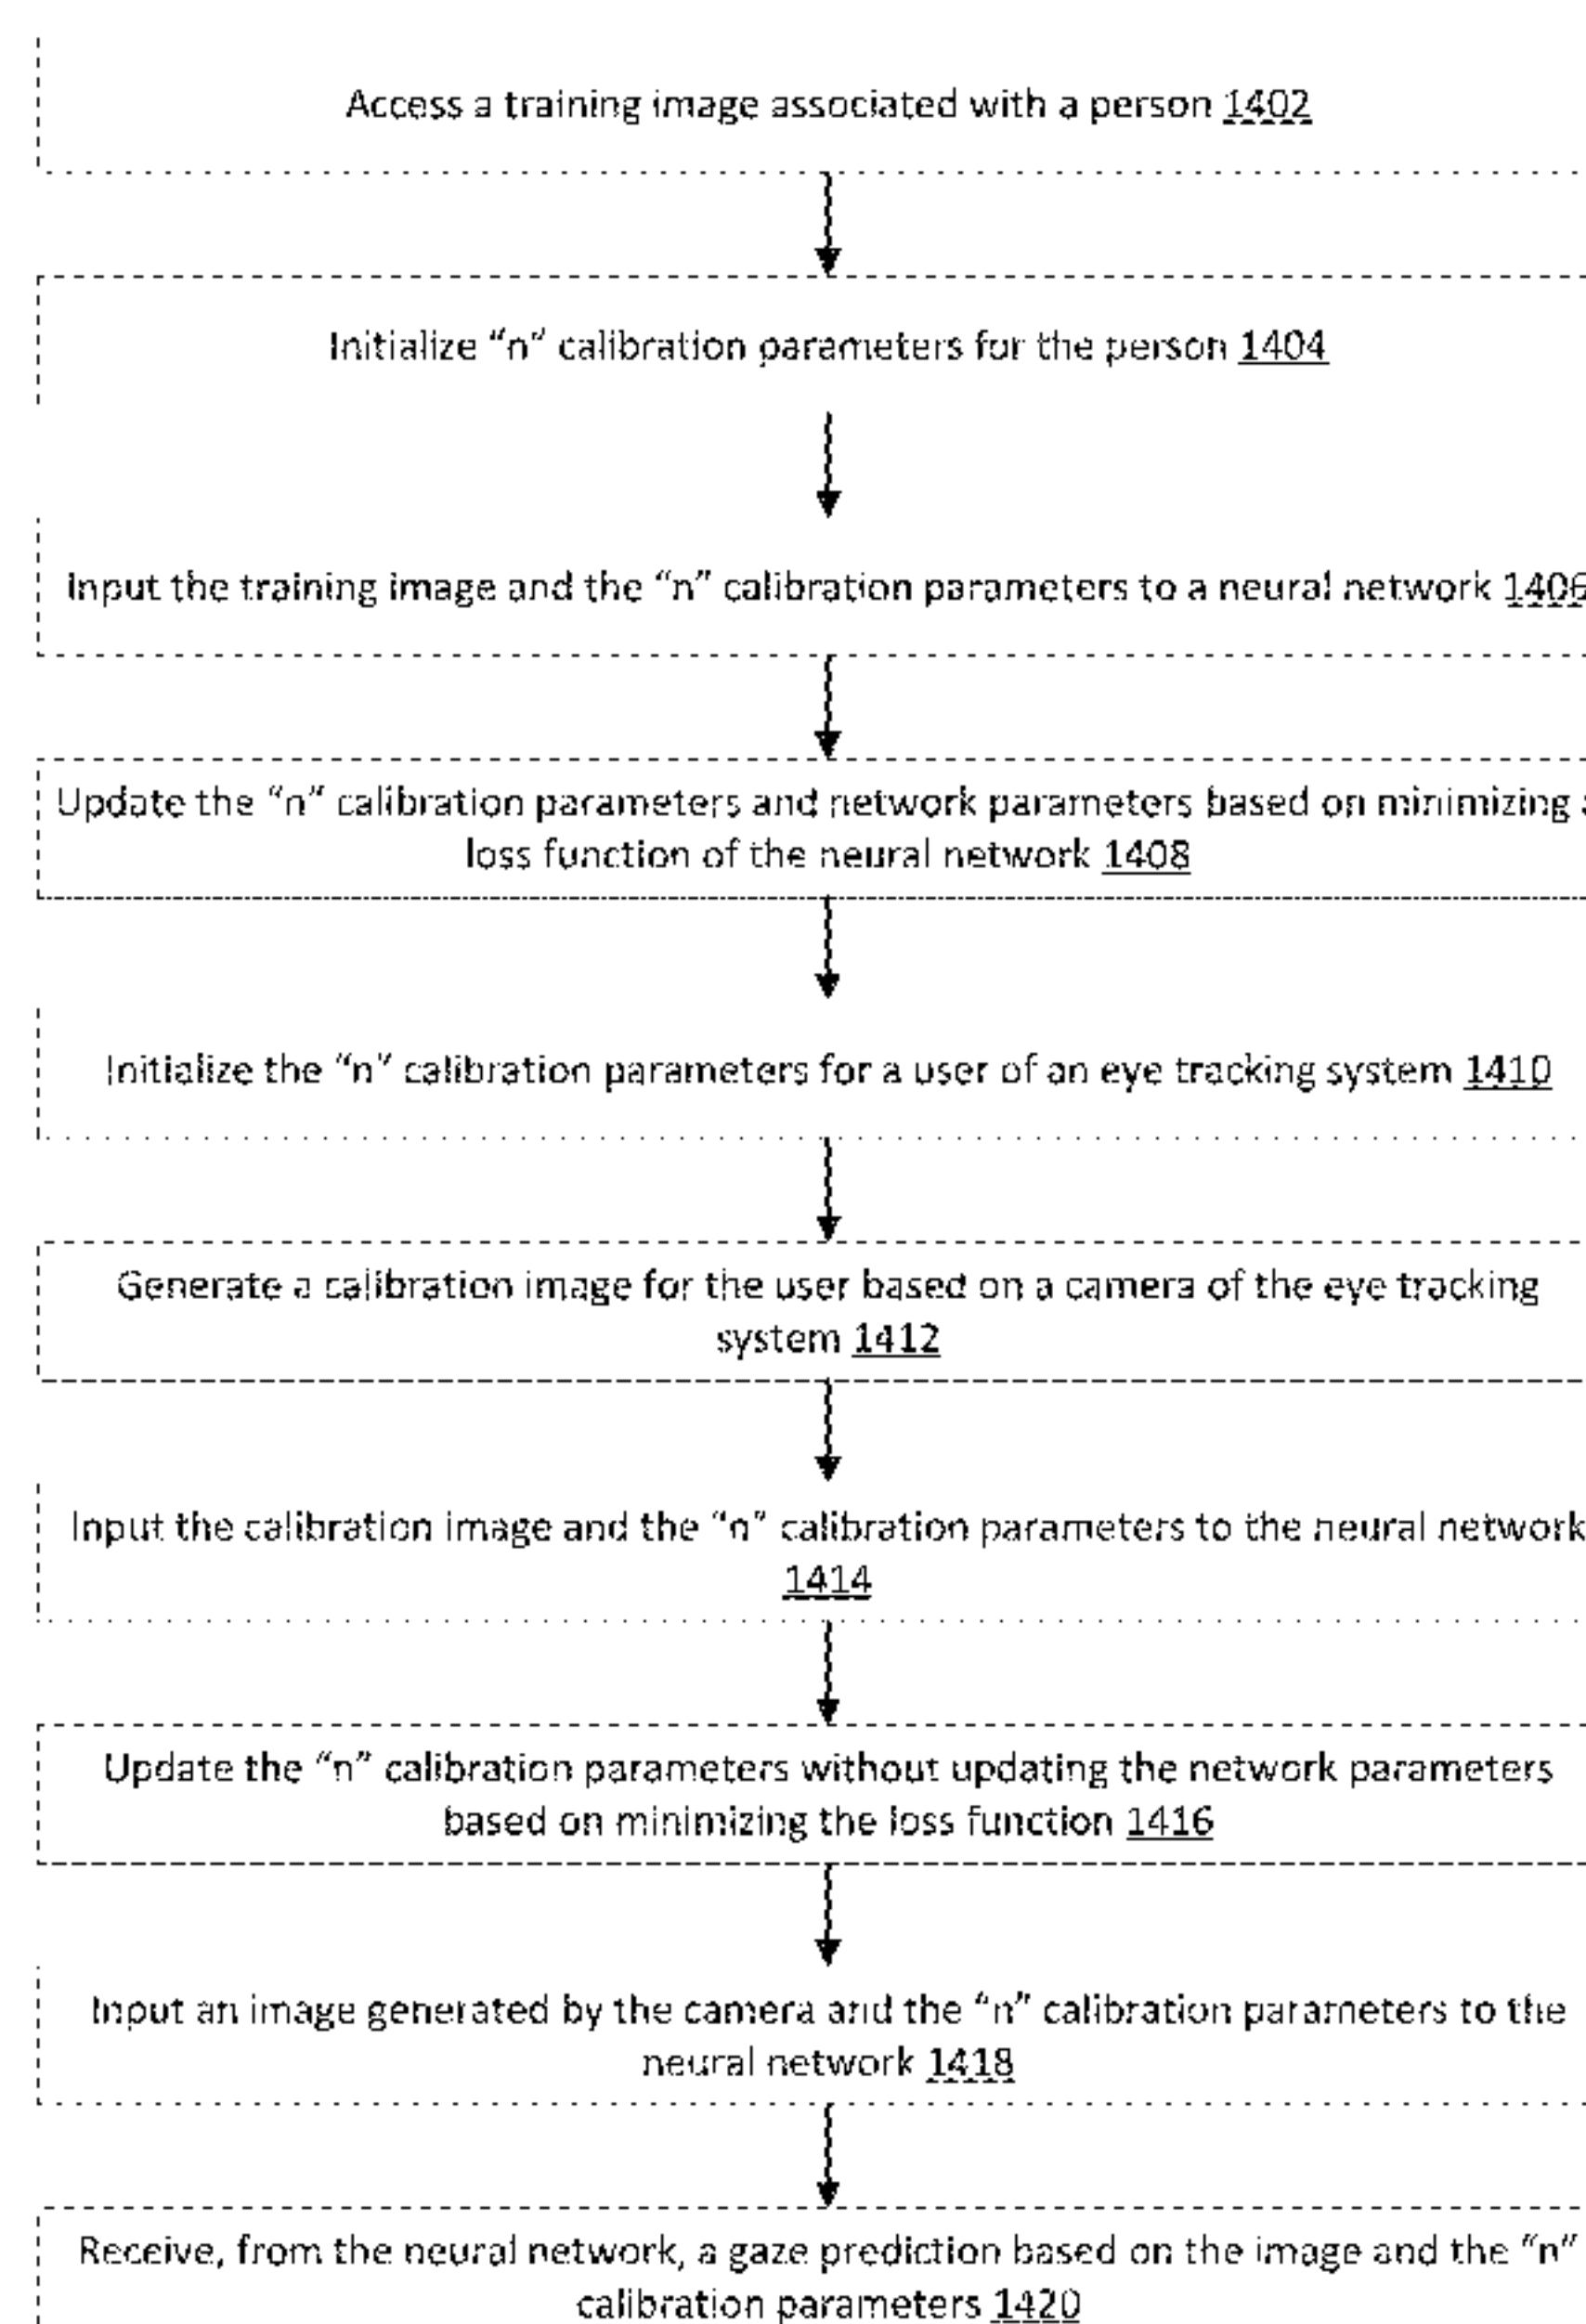 Access a training image associated with a person 1402
Initialize “n” calibration parameters for the person 1404
Input the training image and the “n” calibration parameters to a neural network 1406
Update the “n” calibration parameters and network parameters based on minimizing a
loss function of the neural network 1408
Initialize the “n” calibration parameters for a user of an eye tracking system 1410
Generate a calibration image for the user based on a camera of the eye tracking
system 1412
Input the calibration image and the “n” calibration parameters to the neural network
1414
Update the “n” calibration parameters without updating the network parameters
based on minimizing the loss function 1416
Input an image generated by the camera and the “n” calibration parameters to the
neural network 1418
Receive, from the neural network, a gaze prediction based on the image and the “n”
calibration parameters 1420